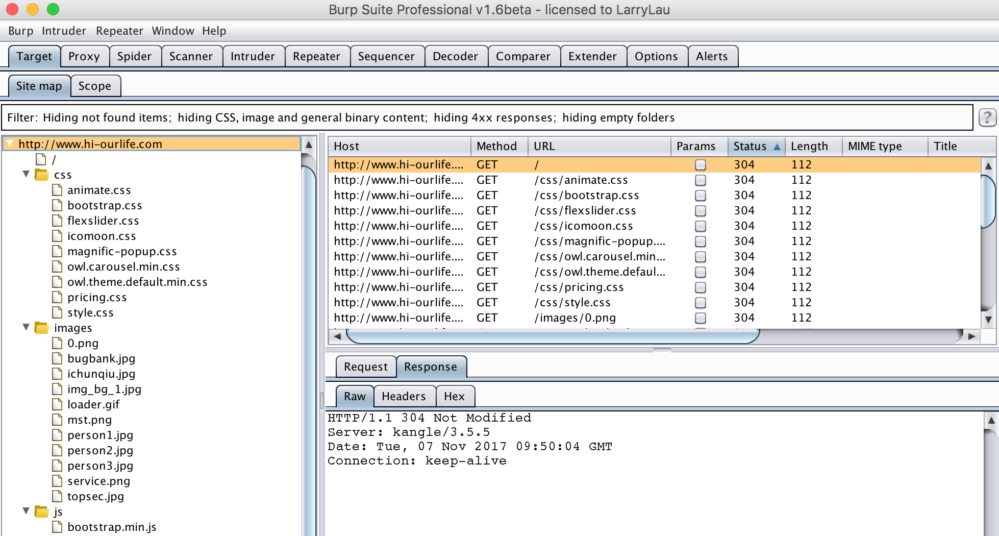 Burp Suite Professional v1.6beta - licensed to LarryLau
Burp Intruder Repeater Window Help
Target Proxy Spider Scanner Intruder Repeater Sequencer Decoder Comparer Extender Options Alerts
Site map Scope
Filter: Hiding not found items; hiding CSS, image and general binary content; hiding 4xx responses; hiding empty folders
?
http://www.hi-ourlife.com
/
css
animate.css
bootstrap.css
flexslider.css
icomoon.css
magnific-popup.css
owl.carousel.min.css
owl.theme.default.min.css
pricing.css
style.css
images
0.png
bugbank.jpg
ichunqiu.jpg
img_bg_1.jpg
loader.gif
mst.png
person1.jpg
person2.jpg
person3.jpg
service.png
topsec.jpg
js
bootstrap.min.js
Host Method URL Params Status Length MIME type Title
http://www.hi-ourlife.... GET / 304 112
http://www.hi-ourlife.... GET /css/animate.css 304 112
http://www.hi-ourlife.... GET /css/bootstrap.css 304 112
http://www.hi-ourlife.... GET /css/flexslider.css 304 112
http://www.hi-ourlife.... GET /css/icomoon.css 304 112
http://www.hi-ourlife.... GET /css/magnific-popup.... 304 112
http://www.hi-ourlife.... GET /css/owl.carousel.min... 304 112
http://www.hi-ourlife.... GET /css/owl.theme.defaul... 304 112
http://www.hi-ourlife.... GET /css/pricing.css 304 112
http://www.hi-ourlife.... GET /css/style.css 304 112
http://www.hi-ourlife.... GET /images/0.png 304 112
Request Response
Raw Headers Hex
HTTP/1.1 304 Not Modified
Server: kangle/3.5.5
Date: Tue, 07 Nov 2017 09:50:04 GMT
Connection: keep-alive